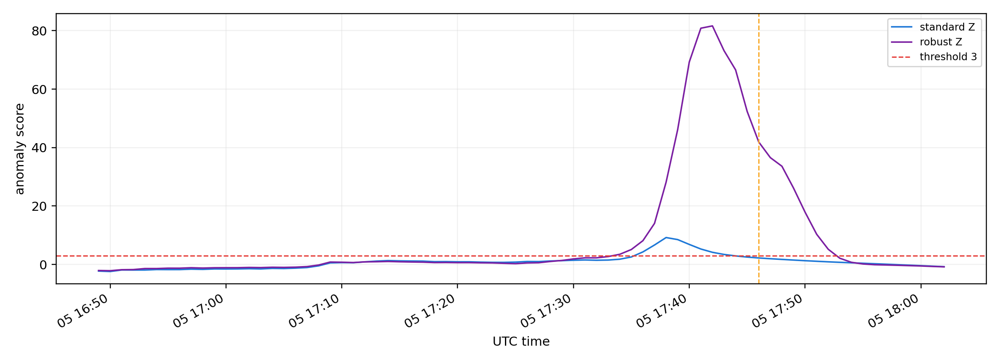 standard Z
robust Z
threshold 3
anomaly score
80
60
40
20
0
05 16:50
05 17:00
05 17:10
05 17:20
05 17:30
05 17:40
05 17:50
05 18:00
UTC time